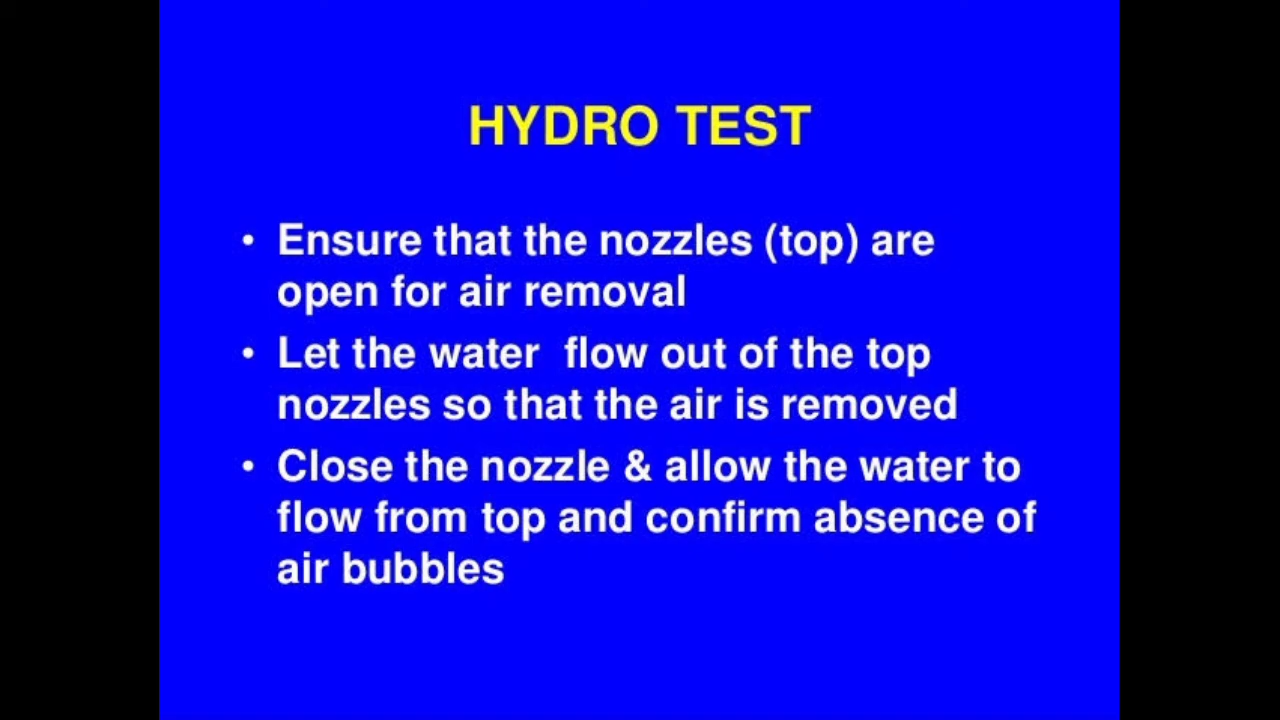 HYDRO TEST
• Ensure that the nozzles (top) are
open for air removal
• Let the water  flow out of the top
nozzles so that the air is removed
• Close the nozzle & allow the water to
flow from top and confirm absence of
air bubbles